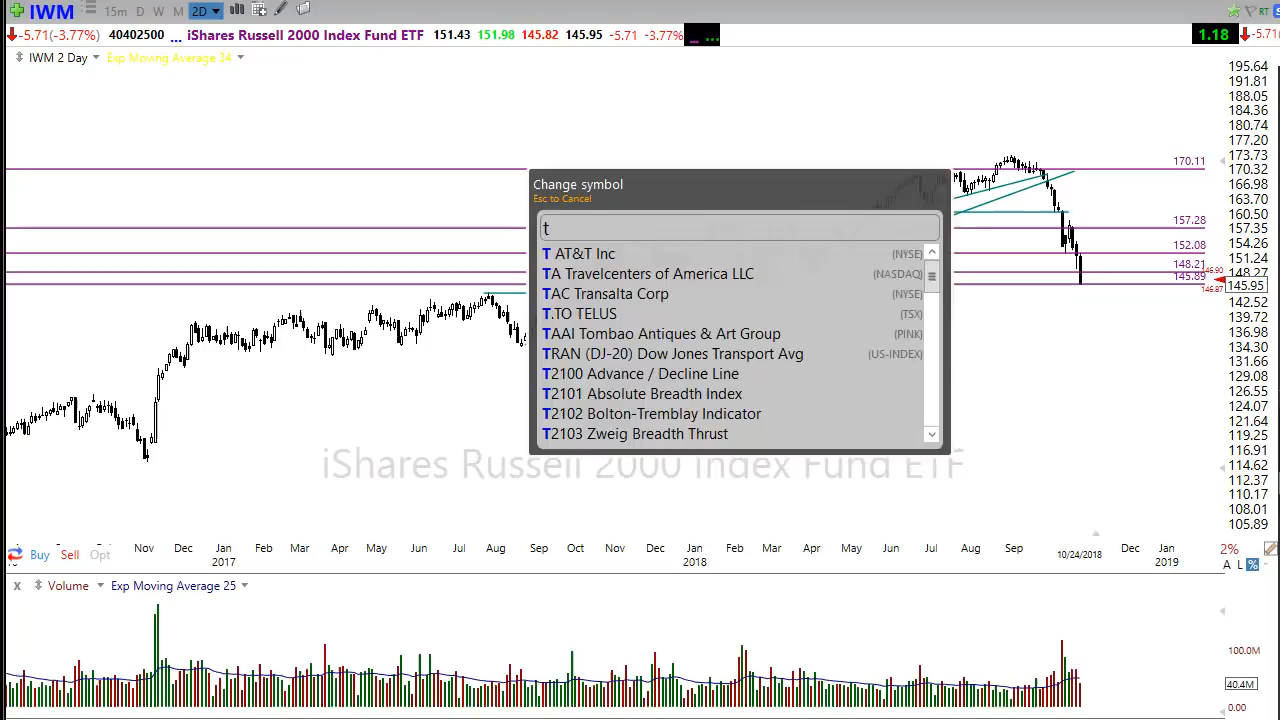 IWM 15m D W M 2D
-5.71(-3.77%) 40402500 ... iShares Russell 2000 Index Fund ETF 151.43 151.98 145.82 145.95 -5.71 -3.77% 1.18
IWM 2 Day Exp Moving Average 34
195.64
191.81
188.05
184.36
180.74
177.20
173.73
170.32
166.98
163.70
160.50
157.35
154.26
151.24
148.27
145.95
142.52
139.72
136.98
134.30
131.66
129.08
126.55
124.07
121.64
119.25
116.91
114.62
112.37
110.17
108.01
105.89
170.11
157.28
152.08
148.21
145.89
146.90
146.87
Change symbol
Esc to Cancel
t
T AT&T Inc (NYSE)
TA Travelcenters of America LLC (NASDAQ)
TAC Transalta Corp (NYSE)
T.TO TELUS (TSX)
TAAI Tombao Antiques & Art Group (PINK)
TRAN (DJ-20) Dow Jones Transport Avg (US-INDEX)
T2100 Advance / Decline Line
T2101 Absolute Breadth Index
T2102 Bolton-Tremblay Indicator
T2103 Zweig Breadth Thrust
iShares Russell 2000 Index Fund ETF
Buy Sell Opt
Nov Dec Jan Feb Mar Apr May Jun Jul Aug Sep Oct Nov Dec Jan Feb Mar Apr May Jun Jul Aug Sep 10/24/2018 Dec Jan
2017 2018 2019
2%
A L %
x Volume Exp Moving Average 25
100.0M
40.4M
0.00